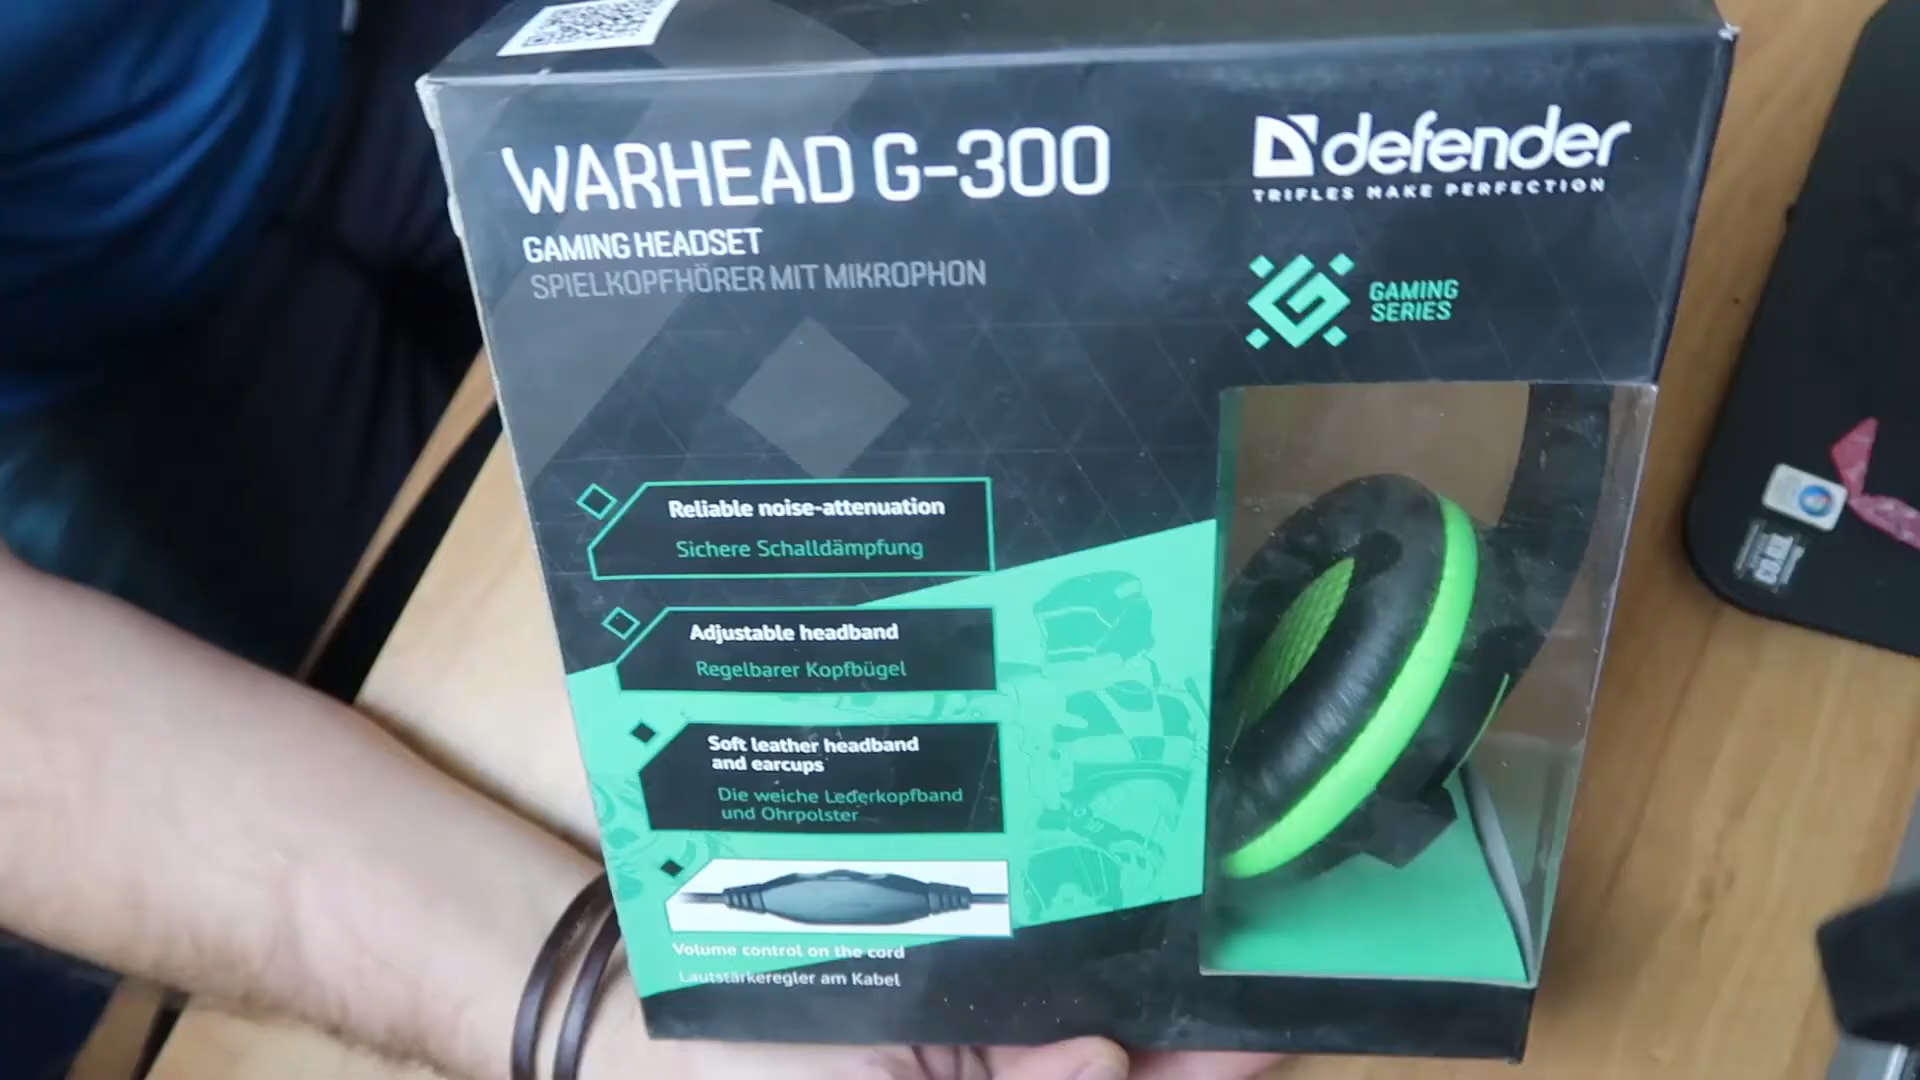 WARHEAD G-300
GAMING HEADSET
SPIELKOPFHÖRER MIT MIKROPHON
defender
TRIFLES MAKE PERFECTION
GAMING
SERIES
Reliable noise-attenuation
Sichere Schalldämpfung
Adjustable headband
Regelbarer Kopfbügel
Soft leather headband
and earcups
Die weiche Lederkopfband
und Ohrpolster
Volume control on the cord
Lautstärkeregler am Kabel